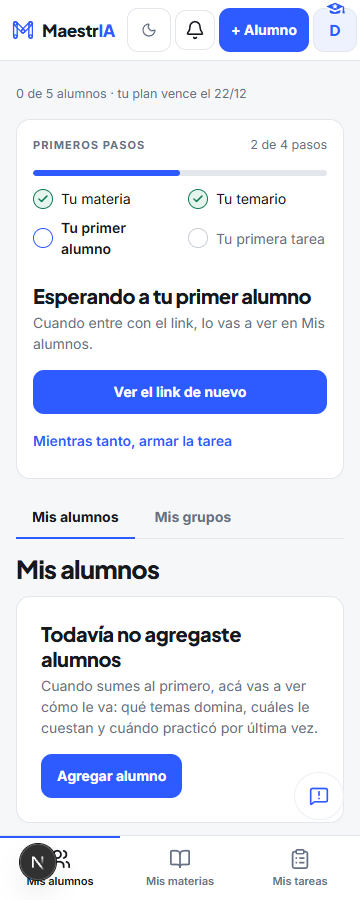 MaestrIA
+ Alumno
D
0 de 5 alumnos · tu plan vence el 22/12
PRIMEROS PASOS
2 de 4 pasos
Tu materia
Tu temario
Tu primer
alumno
Tu primera tarea
Esperando a tu primer alumno
Cuando entre con el link, lo vas a ver en Mis
alumnos.
Ver el link de nuevo
Mientras tanto, armar la tarea
Mis alumnos
Mis grupos
Mis alumnos
Todavía no agregaste
alumnos
Cuando sumes al primero, acá vas a ver
cómo le va: qué temas domina, cuáles le
cuestan y cuándo practicó por última vez.
Agregar alumno
N
Mis alumnos
Mis materias
Mis tareas